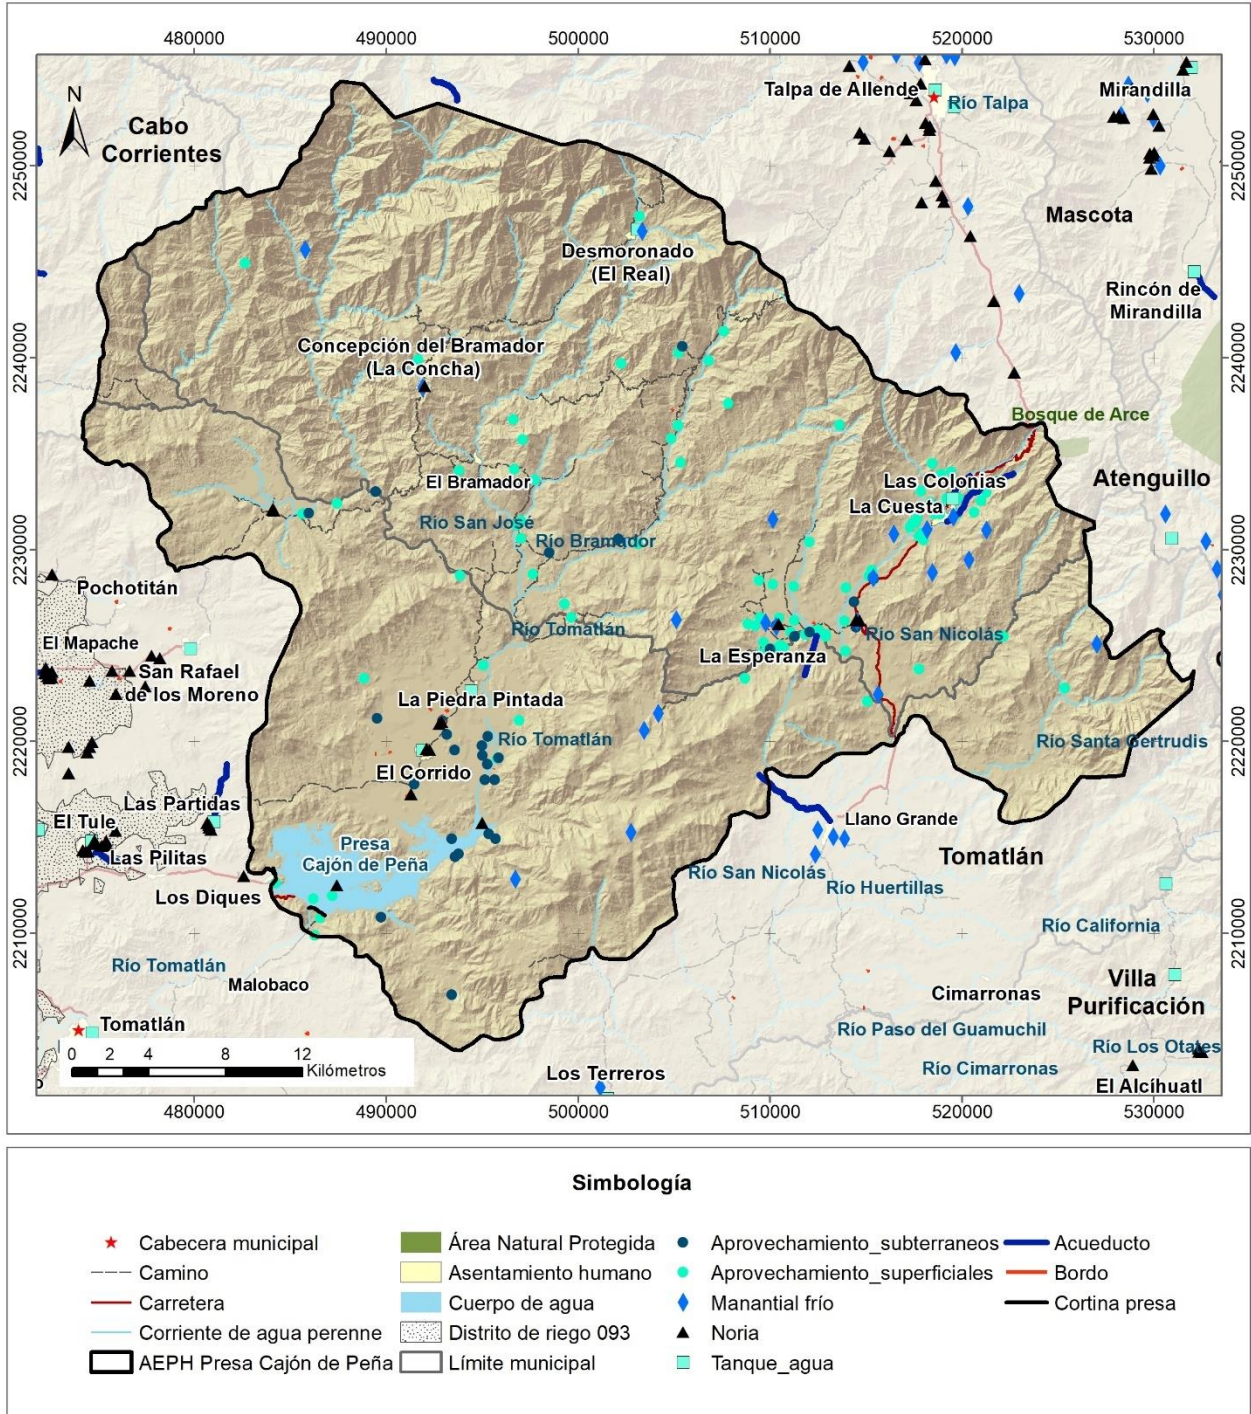 480000 490000 500000 510000 520000 530000
N
Cabo
Corrientes
Talpa de Allende
Río Talpa
Mirandilla
2250000
2250000
Mascota
Desmoronado
(El Real)
Rincón de
Mirandilla
2240000
2240000
Concepción del Bramador
(La Concha)
Bosque de Arce
Atenguillo
Las Colonias
El Bramador
La Cuesta
Río San José
Río Bramador
2230000
2230000
Pochotitán
El Mapache
Río Tomatlán
Río San Nicolás
San Rafael
de los Moreno
La Esperanza
La Piedra Pintada
2220000
2220000
Río Tomatlán
Río Santa Gertrudis
El Corrido
Las Partidas
El Tule
Llano Grande
Las Pilitas
Presa
Cajón de Peña
Tomatlán
Río San Nicolás
Río Huertillas
Los Diques
2210000
2210000
Río California
Río Tomatlán
Malobaco
Villa
Purificación
Cimarronas
Tomatlán
Río Paso del Guamuchil
Río Los Otates
0 2 4 8 12
Kilómetros
Los Terreros
Río Cimarronas
El Alcíhuatl
480000 490000 500000 510000 520000 530000
Simbología
Cabecera municipal
Camino
Carretera
Corriente de agua perenne
AEPH Presa Cajón de Peña
Área Natural Protegida
Asentamiento humano
Cuerpo de agua
Distrito de riego 093
Límite municipal
Aprovechamiento_subterraneos
Aprovechamiento_superficiales
Manantial frío
Noria
Tanque_agua
Acueducto
Bordo
Cortina presa